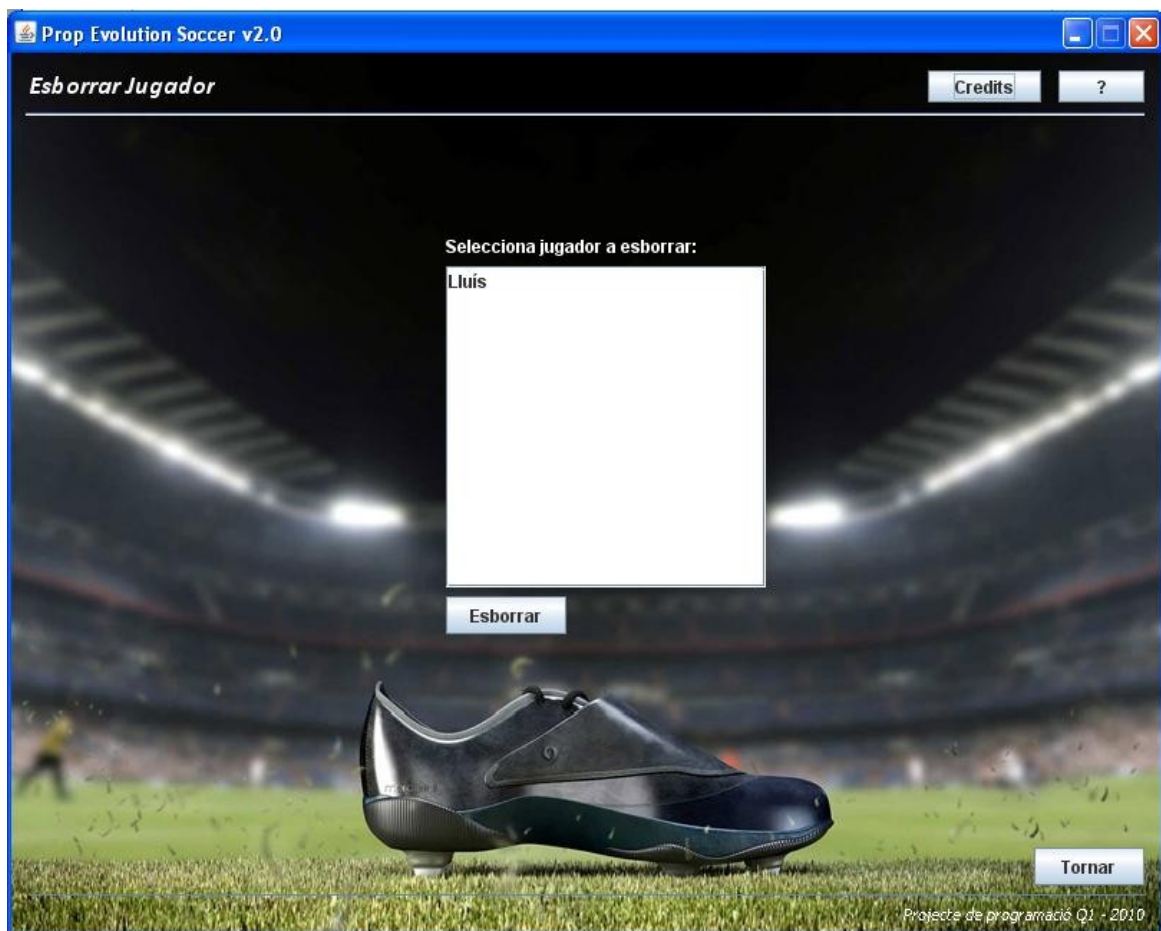 Prop Evolution Soccer v2.0
Esborrar Jugador
Credits
?
Selecciona jugador a esborrar:
Lluís
Esborrar
Tornar
Projecte de programació Q1 - 2010